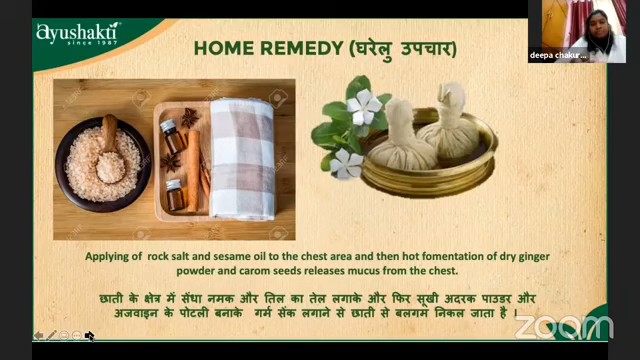 ayushakti
since 1987
HOME REMEDY (घरेलु उपचार)
deepa chakur...
Applying of rock salt and sesame oil to the chest area and then hot fomentation of dry ginger
powder and carom seeds releases mucus from the chest.
छाती के क्षेत्र में सेंधा नमक और तिल का तेल लगाके और फिर सूखी अदरक पाउडर और
अजवाइन के पोटली बनाके गर्म सेंक लगाने से छाती से बलगम निकल जाता है ।
zoom